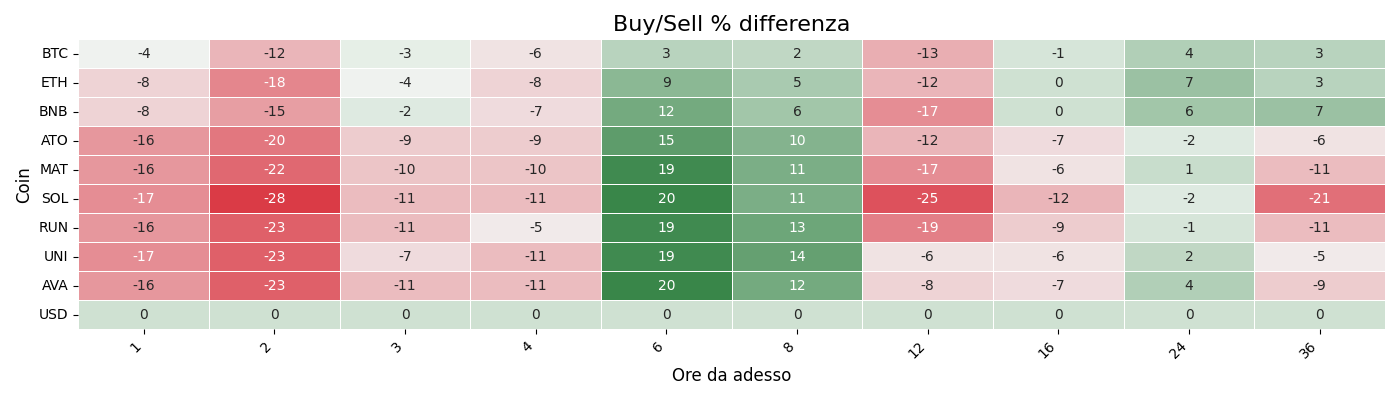 Buy/Sell % differenza
BTC -4 -12 -3 -6 3 2 -13 -1 4 3
ETH -8 -18 -4 -8 9 5 -12 0 7 3
BNB -8 -15 -2 -7 12 6 -17 0 6 7
ATO -16 -20 -9 -9 15 10 -12 -7 -2 -6
MAT -16 -22 -10 -10 19 11 -17 -6 1 -11
SOL -17 -28 -11 -11 20 11 -25 -12 -2 -21
RUN -16 -23 -11 -5 19 13 -19 -9 -1 -11
UNI -17 -23 -7 -11 19 14 -6 -6 2 -5
AVA -16 -23 -11 -11 20 12 -8 -7 4 -9
USD 0 0 0 0 0 0 0 0 0 0
Coin
1 2 3 4 6 8 12 16 24 36
Ore da adesso